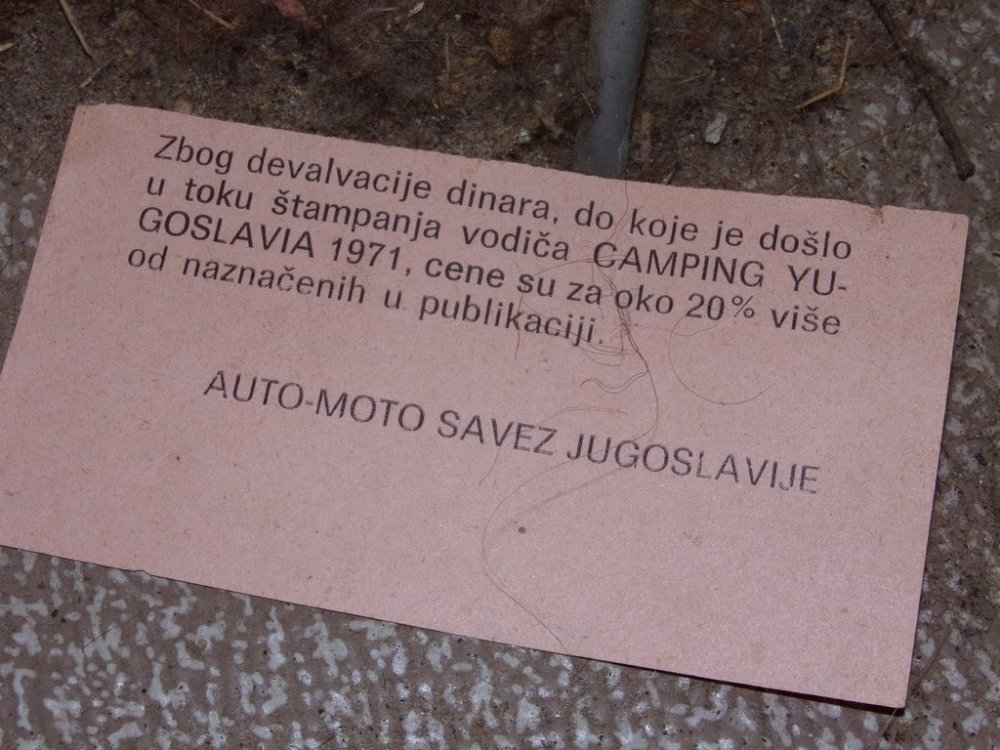 Zbog devalvacije dinara, do koje je došlo
u toku štampanja vodiča CAMPING YU-
GOSLAVIA 1971, cene su za oko 20% više
od naznačenih u publikaciji.
AUTO-MOTO SAVEZ JUGOSLAVIJE